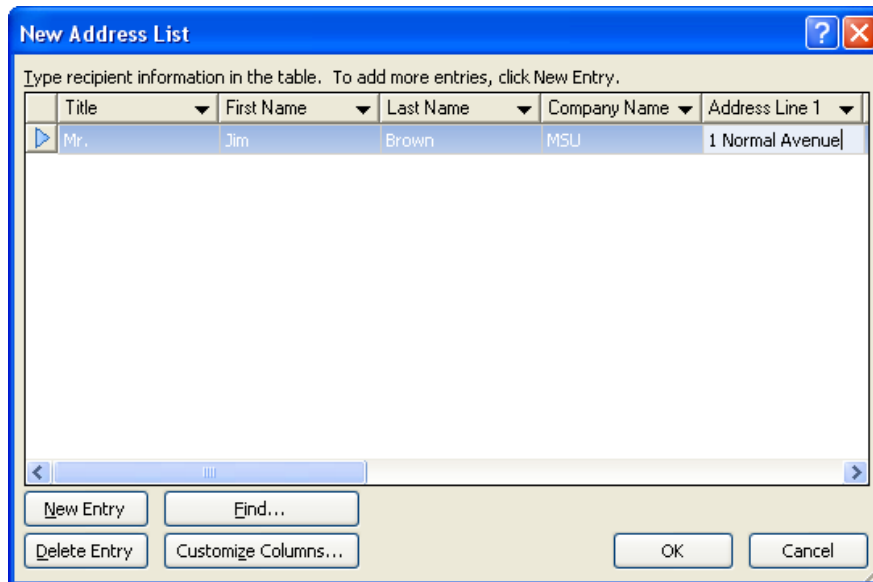 New Address List
Type recipient information in the table. To add more entries, click New Entry.
Title First Name Last Name Company Name Address Line 1
Mr. Jim Brown MSU 1 Normal Avenue
New Entry Find...
Delete Entry Customize Columns... OK Cancel